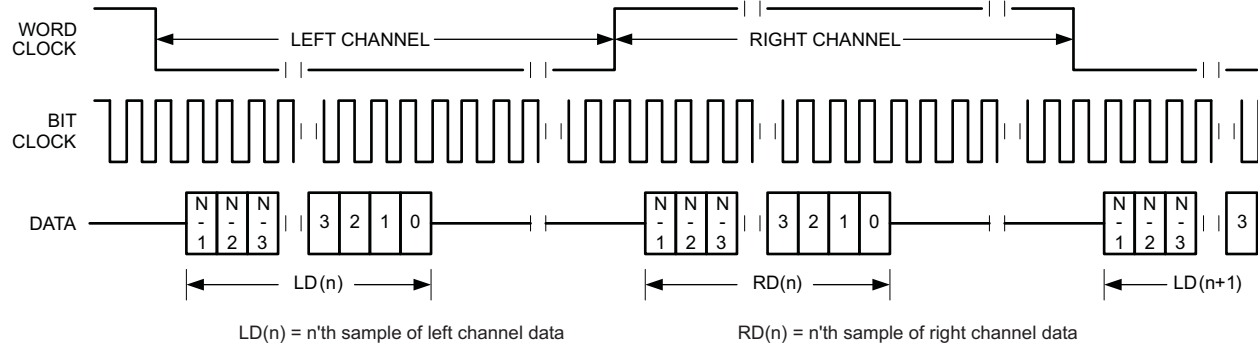 WORD
CLOCK
LEFT CHANNEL
RIGHT CHANNEL
BIT
CLOCK
DATA
N
-
1
N
-
2
N
-
3
3
2
1
0
N
-
1
N
-
2
N
-
3
3
2
1
0
N
-
1
N
-
2
N
-
3
3
LD(n)
RD(n)
LD(n+1)
LD(n) = n'th sample of left channel data
RD(n) = n'th sample of right channel data